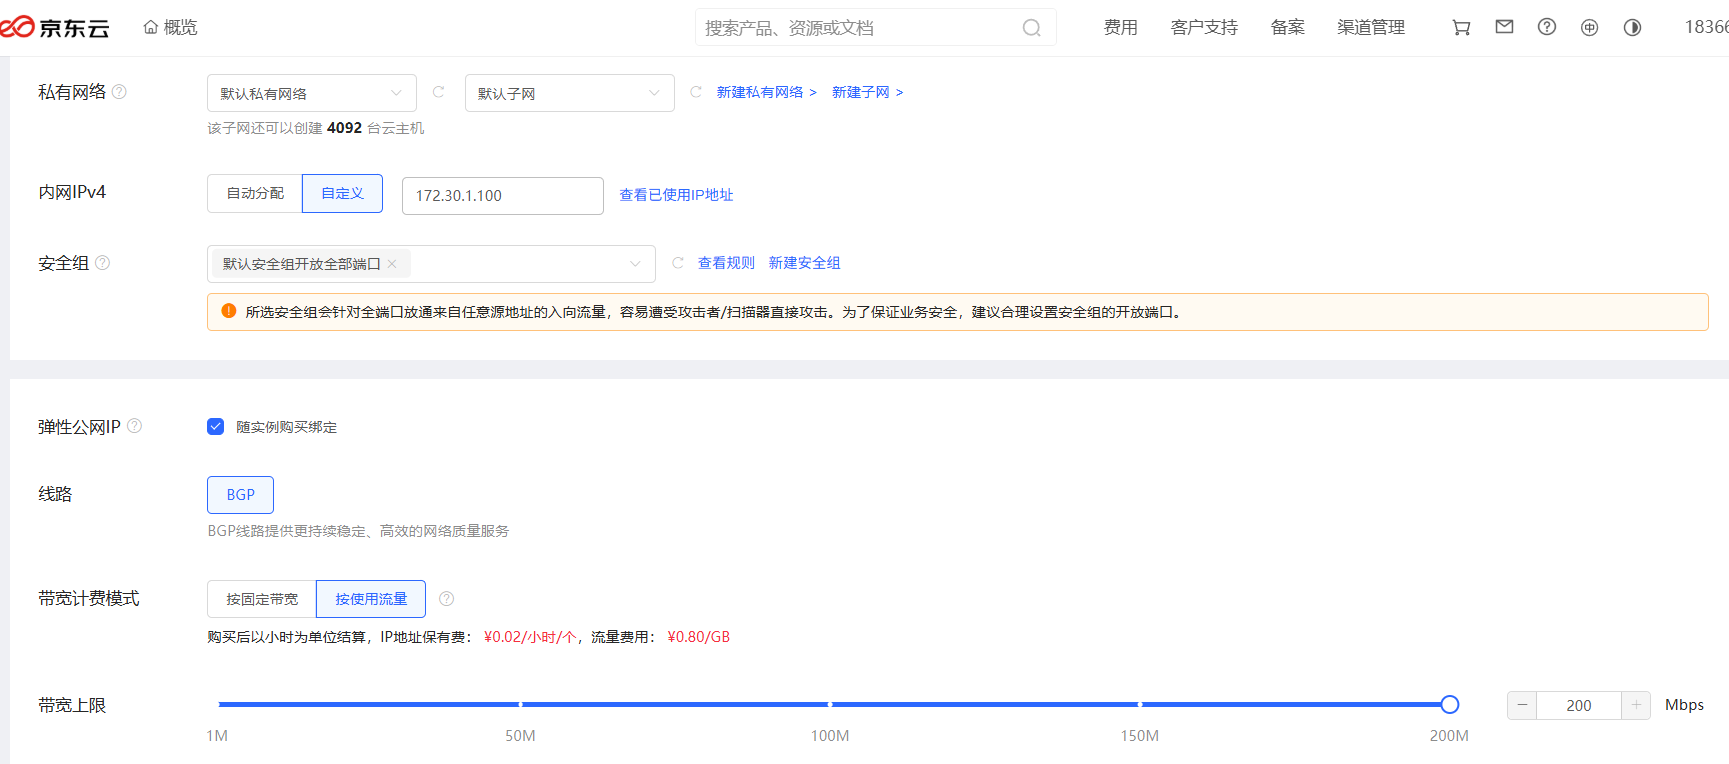 京东云 概览 搜索产品、资源或文档 费用 客户支持 备案 渠道管理 18366
私有网络 默认私有网络 默认子网 新建私有网络 > 新建子网 >
该子网还可以创建 4092 台云主机
内网IPv4 自动分配 自定义 172.30.1.100 查看已使用IP地址
安全组 默认安全组开放全部端口 查看规则 新建安全组
所选安全组会针对全端口放通来自任意源地址的入向流量，容易遭受攻击者/扫描器直接攻击。为了保证业务安全，建议合理设置安全组的开放端口。
弹性公网IP 随实例购买绑定
线路 BGP
BGP线路提供更持续稳定、高效的网络质量服务
带宽计费模式 按固定带宽 按使用流量
购买后以小时为单位结算，IP地址保有费： ¥0.02/小时/个，流量费用： ¥0.80/GB
带宽上限 200 Mbps
1M 50M 100M 150M 200M